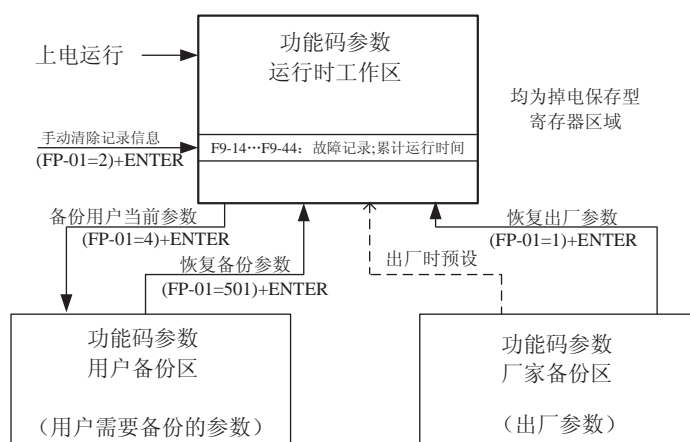 功能码参数
运行时工作区
上电运行
均为掉电保存型
寄存器区域
手动清除记录信息
(FP-01=2)+ENTER
F9-14…F9-44：故障记录;累计运行时间
备份用户当前参数
(FP-01=4)+ENTER
恢复备份参数
(FP-01=501)+ENTER
出厂时预设
恢复出厂参数
(FP-01=1)+ENTER
功能码参数
用户备份区
（用户需要备份的参数）
功能码参数
厂家备份区
（出厂参数）